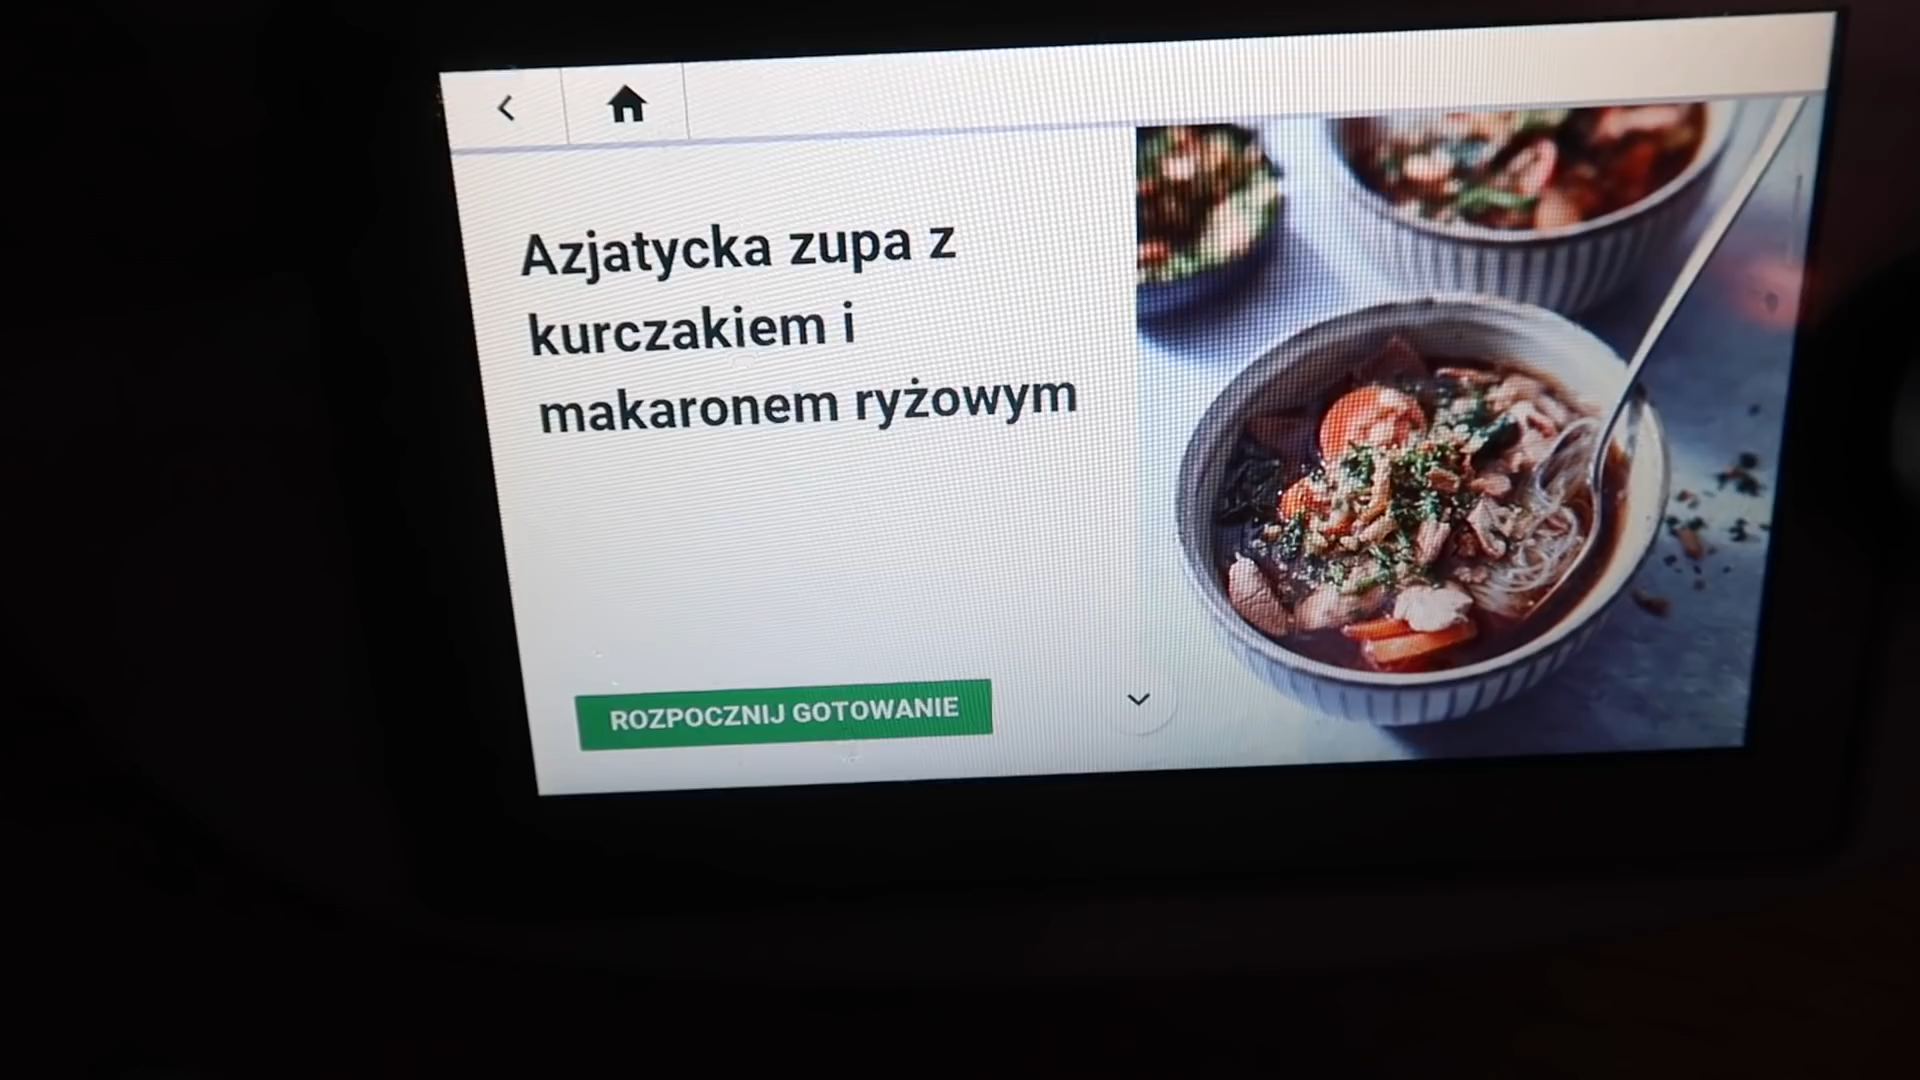 Azjatycka zupa z
kurczakiem i
makaronem ryżowym
ROZPOCZNIJ GOTOWANIE